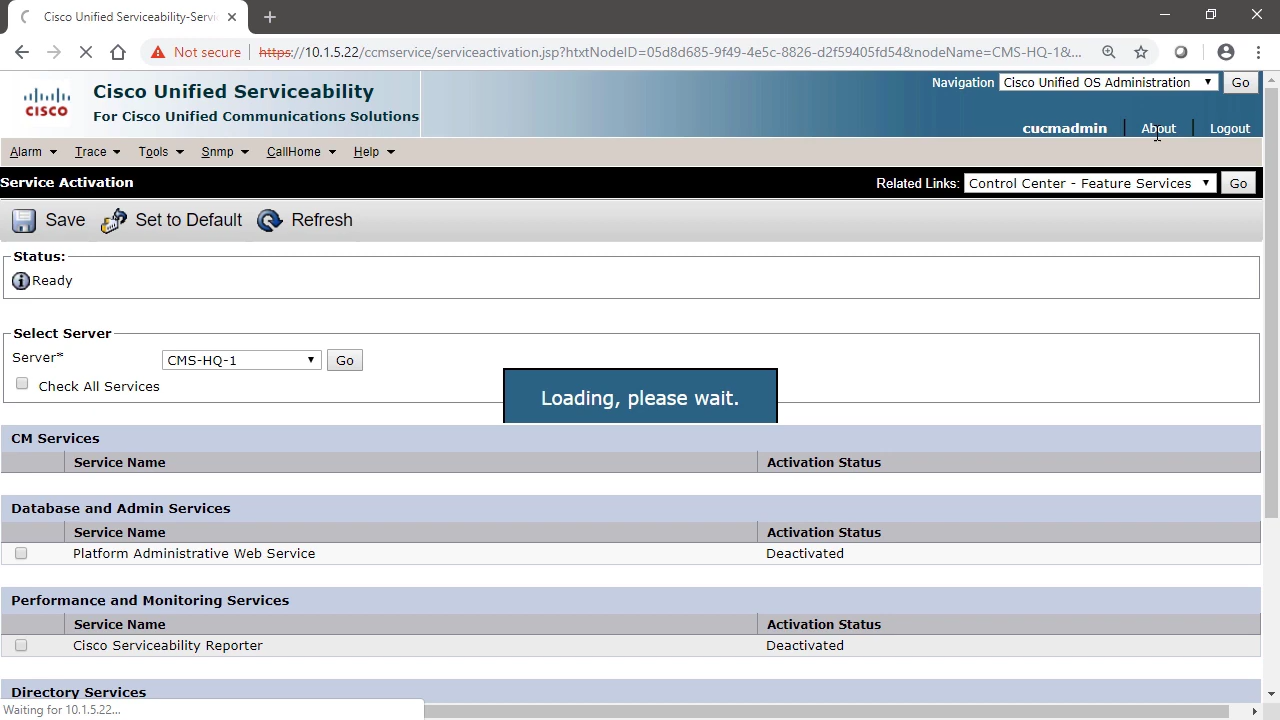 Cisco Unified Serviceability-Servi
Not secure
https://10.1.5.22/ccmservice/serviceactivation.jsp?htxtNodeID=05d8d685-9f49-4e5c-8826-d2f59405fd54&nodeName=CMS-HQ-1&...
CISCO
Cisco Unified Serviceability
For Cisco Unified Communications Solutions
Navigation Cisco Unified OS Administration Go
cucmadmin About Logout
Alarm Trace Tools Snmp CallHome Help
Service Activation
Related Links: Control Center - Feature Services Go
Save Set to Default Refresh
Status:
Ready
Select Server
Server* CMS-HQ-1 Go
Check All Services
Loading, please wait.
CM Services
Service Name Activation Status
Database and Admin Services
Service Name Activation Status
Platform Administrative Web Service Deactivated
Performance and Monitoring Services
Service Name Activation Status
Cisco Serviceability Reporter Deactivated
Directory Services
Waiting for 10.1.5.22...